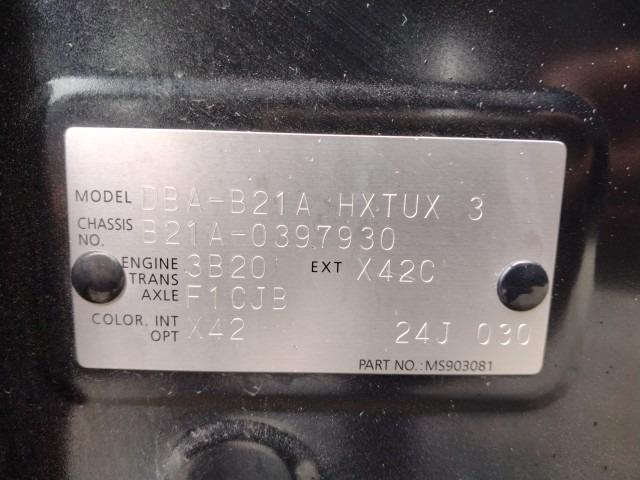 MODEL DBA-B21A HXTUX 3
CHASSIS NO. B21A-0397930
ENGINE 3B20 EXT X42C
TRANS AXLE F1CJB
COLOR. INT OPT X42 24J 030
PART NO.: MS903081